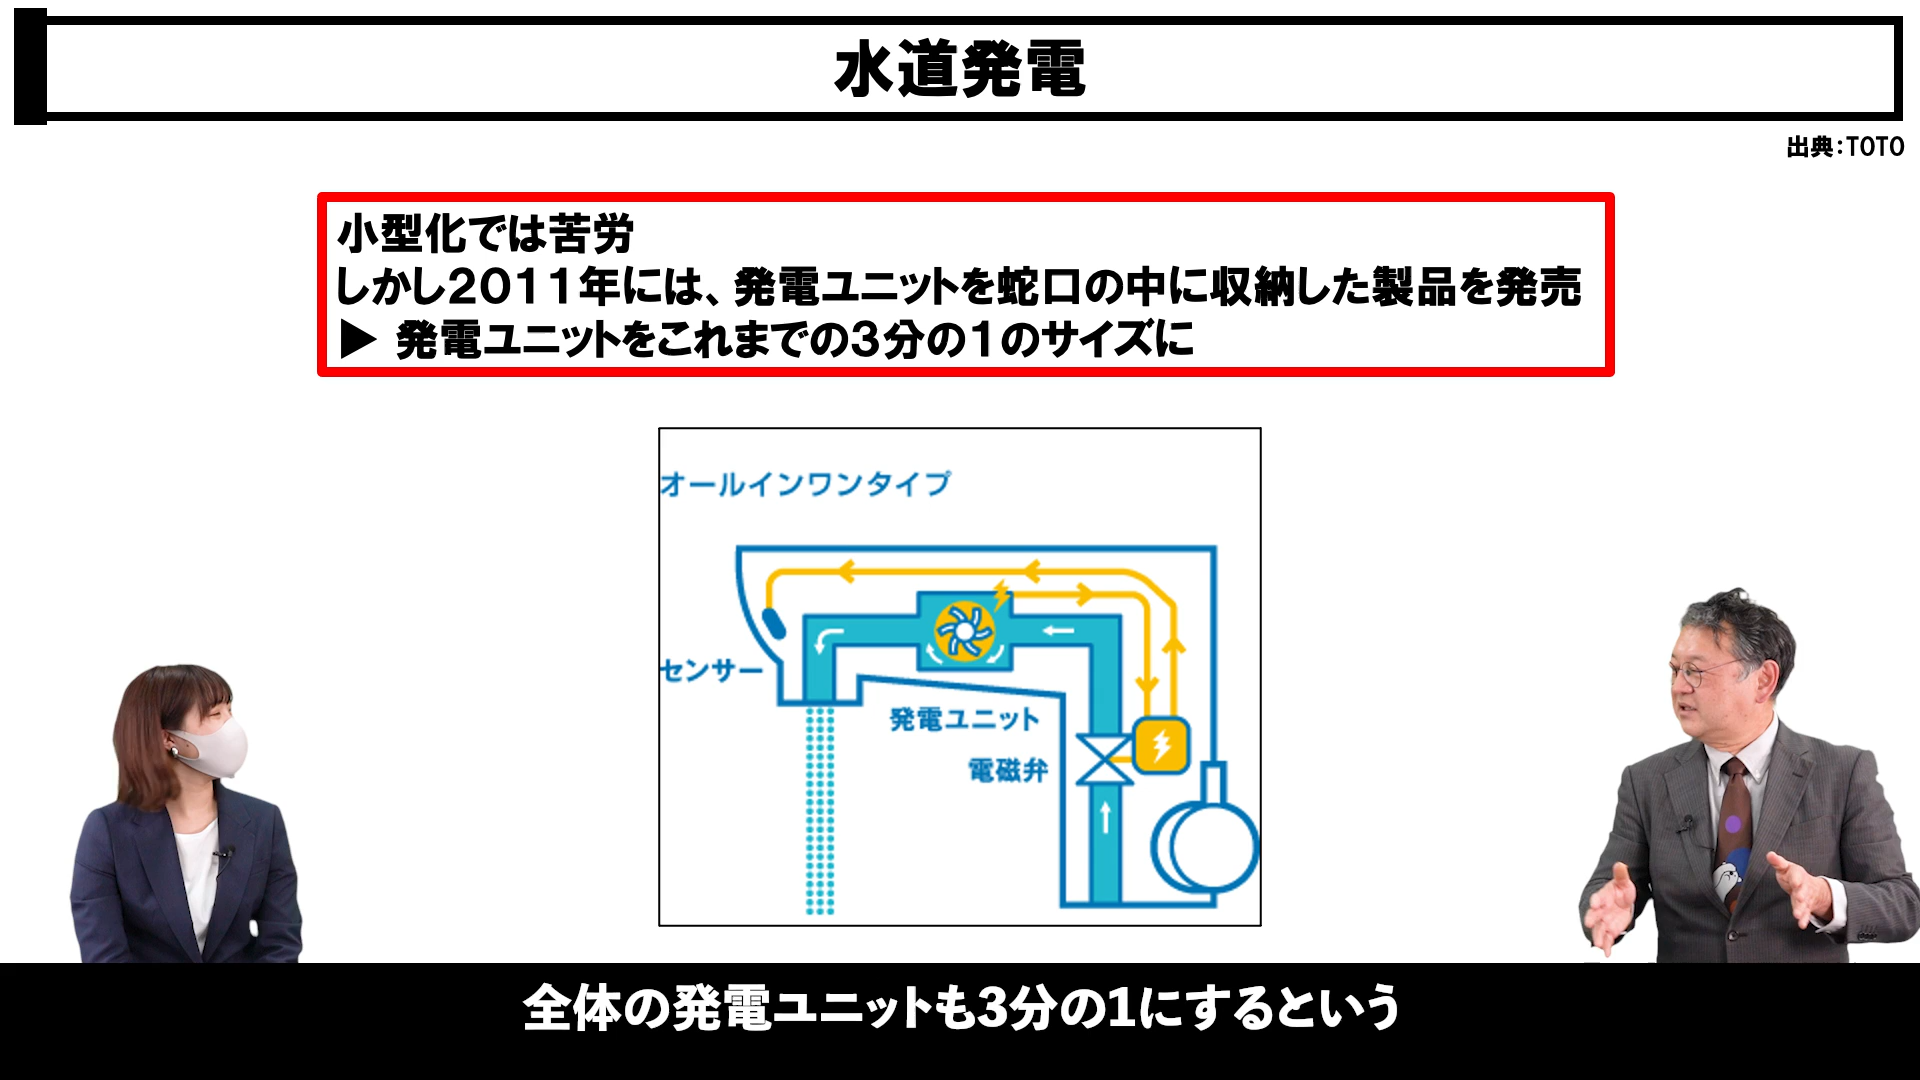 水道発電
出典：TOTO
小型化では苦労
しかし２０１１年には、発電ユニットを蛇口の中に収納した製品を発売
▶ 発電ユニットをこれまでの３分の１のサイズに
オールインワンタイプ
センサー
発電ユニット
電磁弁
全体の発電ユニットも3分の1にするという